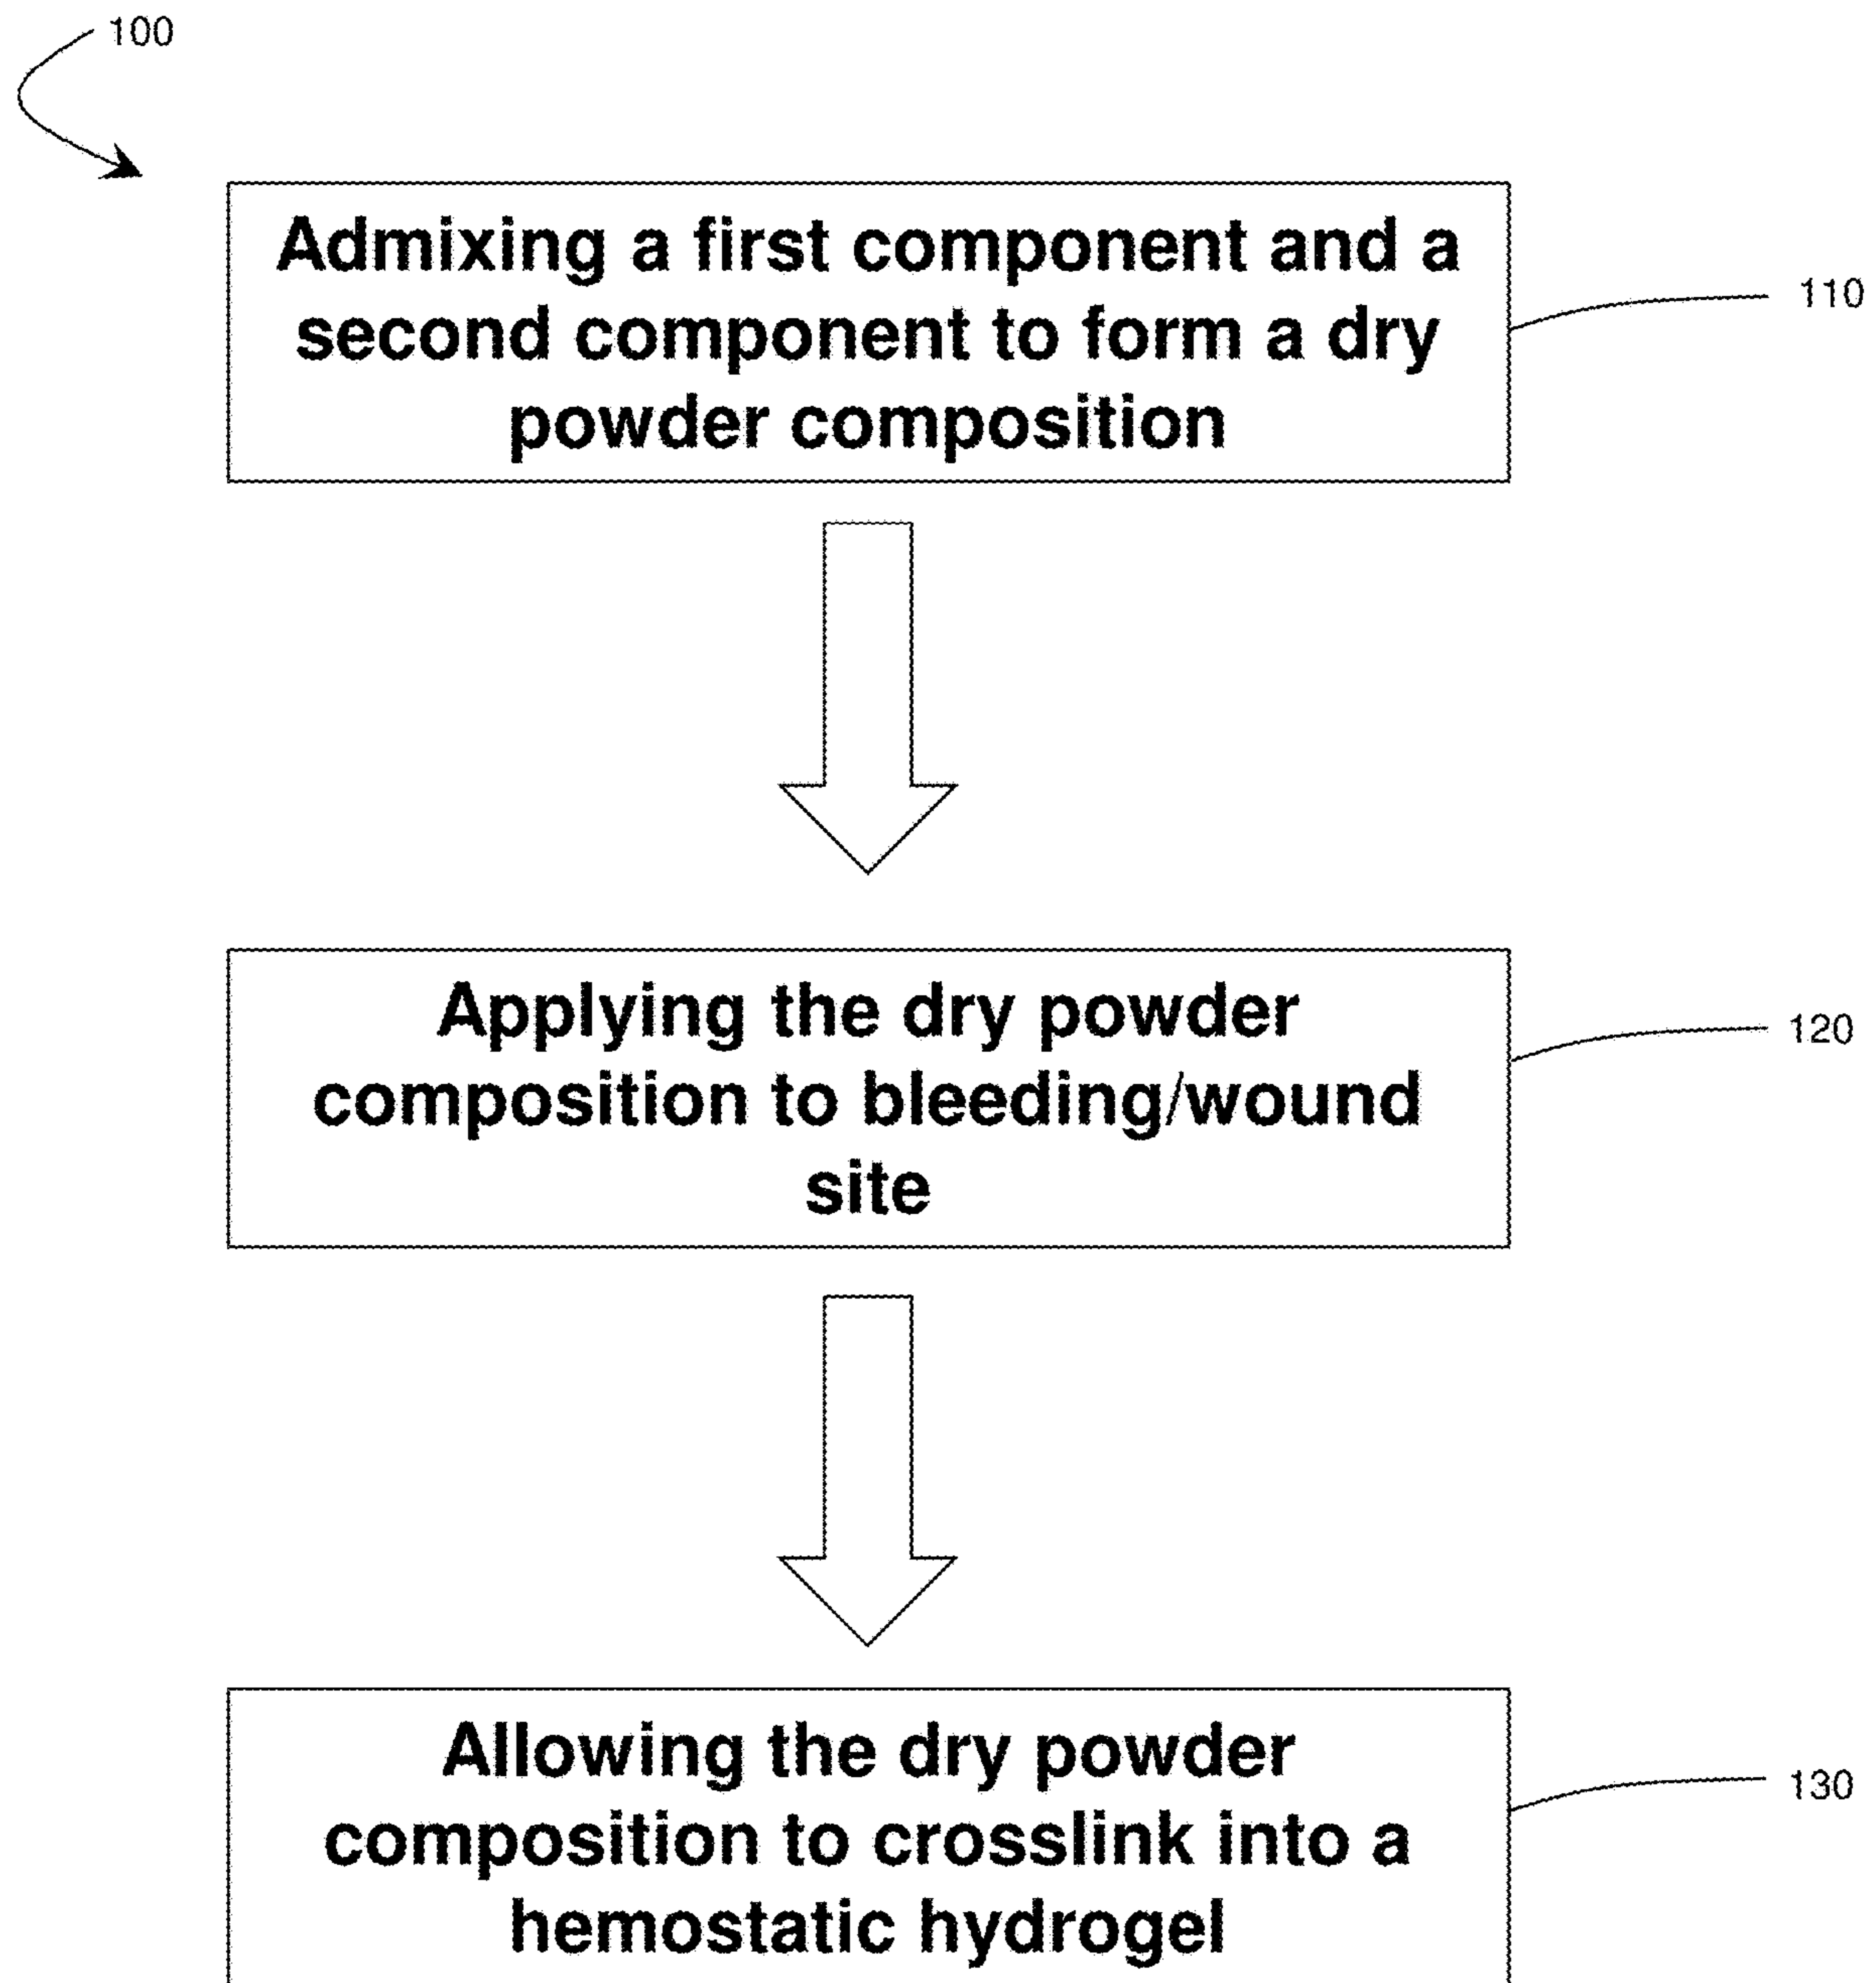 100
Admixing a first component and a
second component to form a dry
powder composition
110
Applying the dry powder
composition to bleeding/wound
site
120
Allowing the dry powder
composition to crosslink into a
hemostatic hydrogel
130